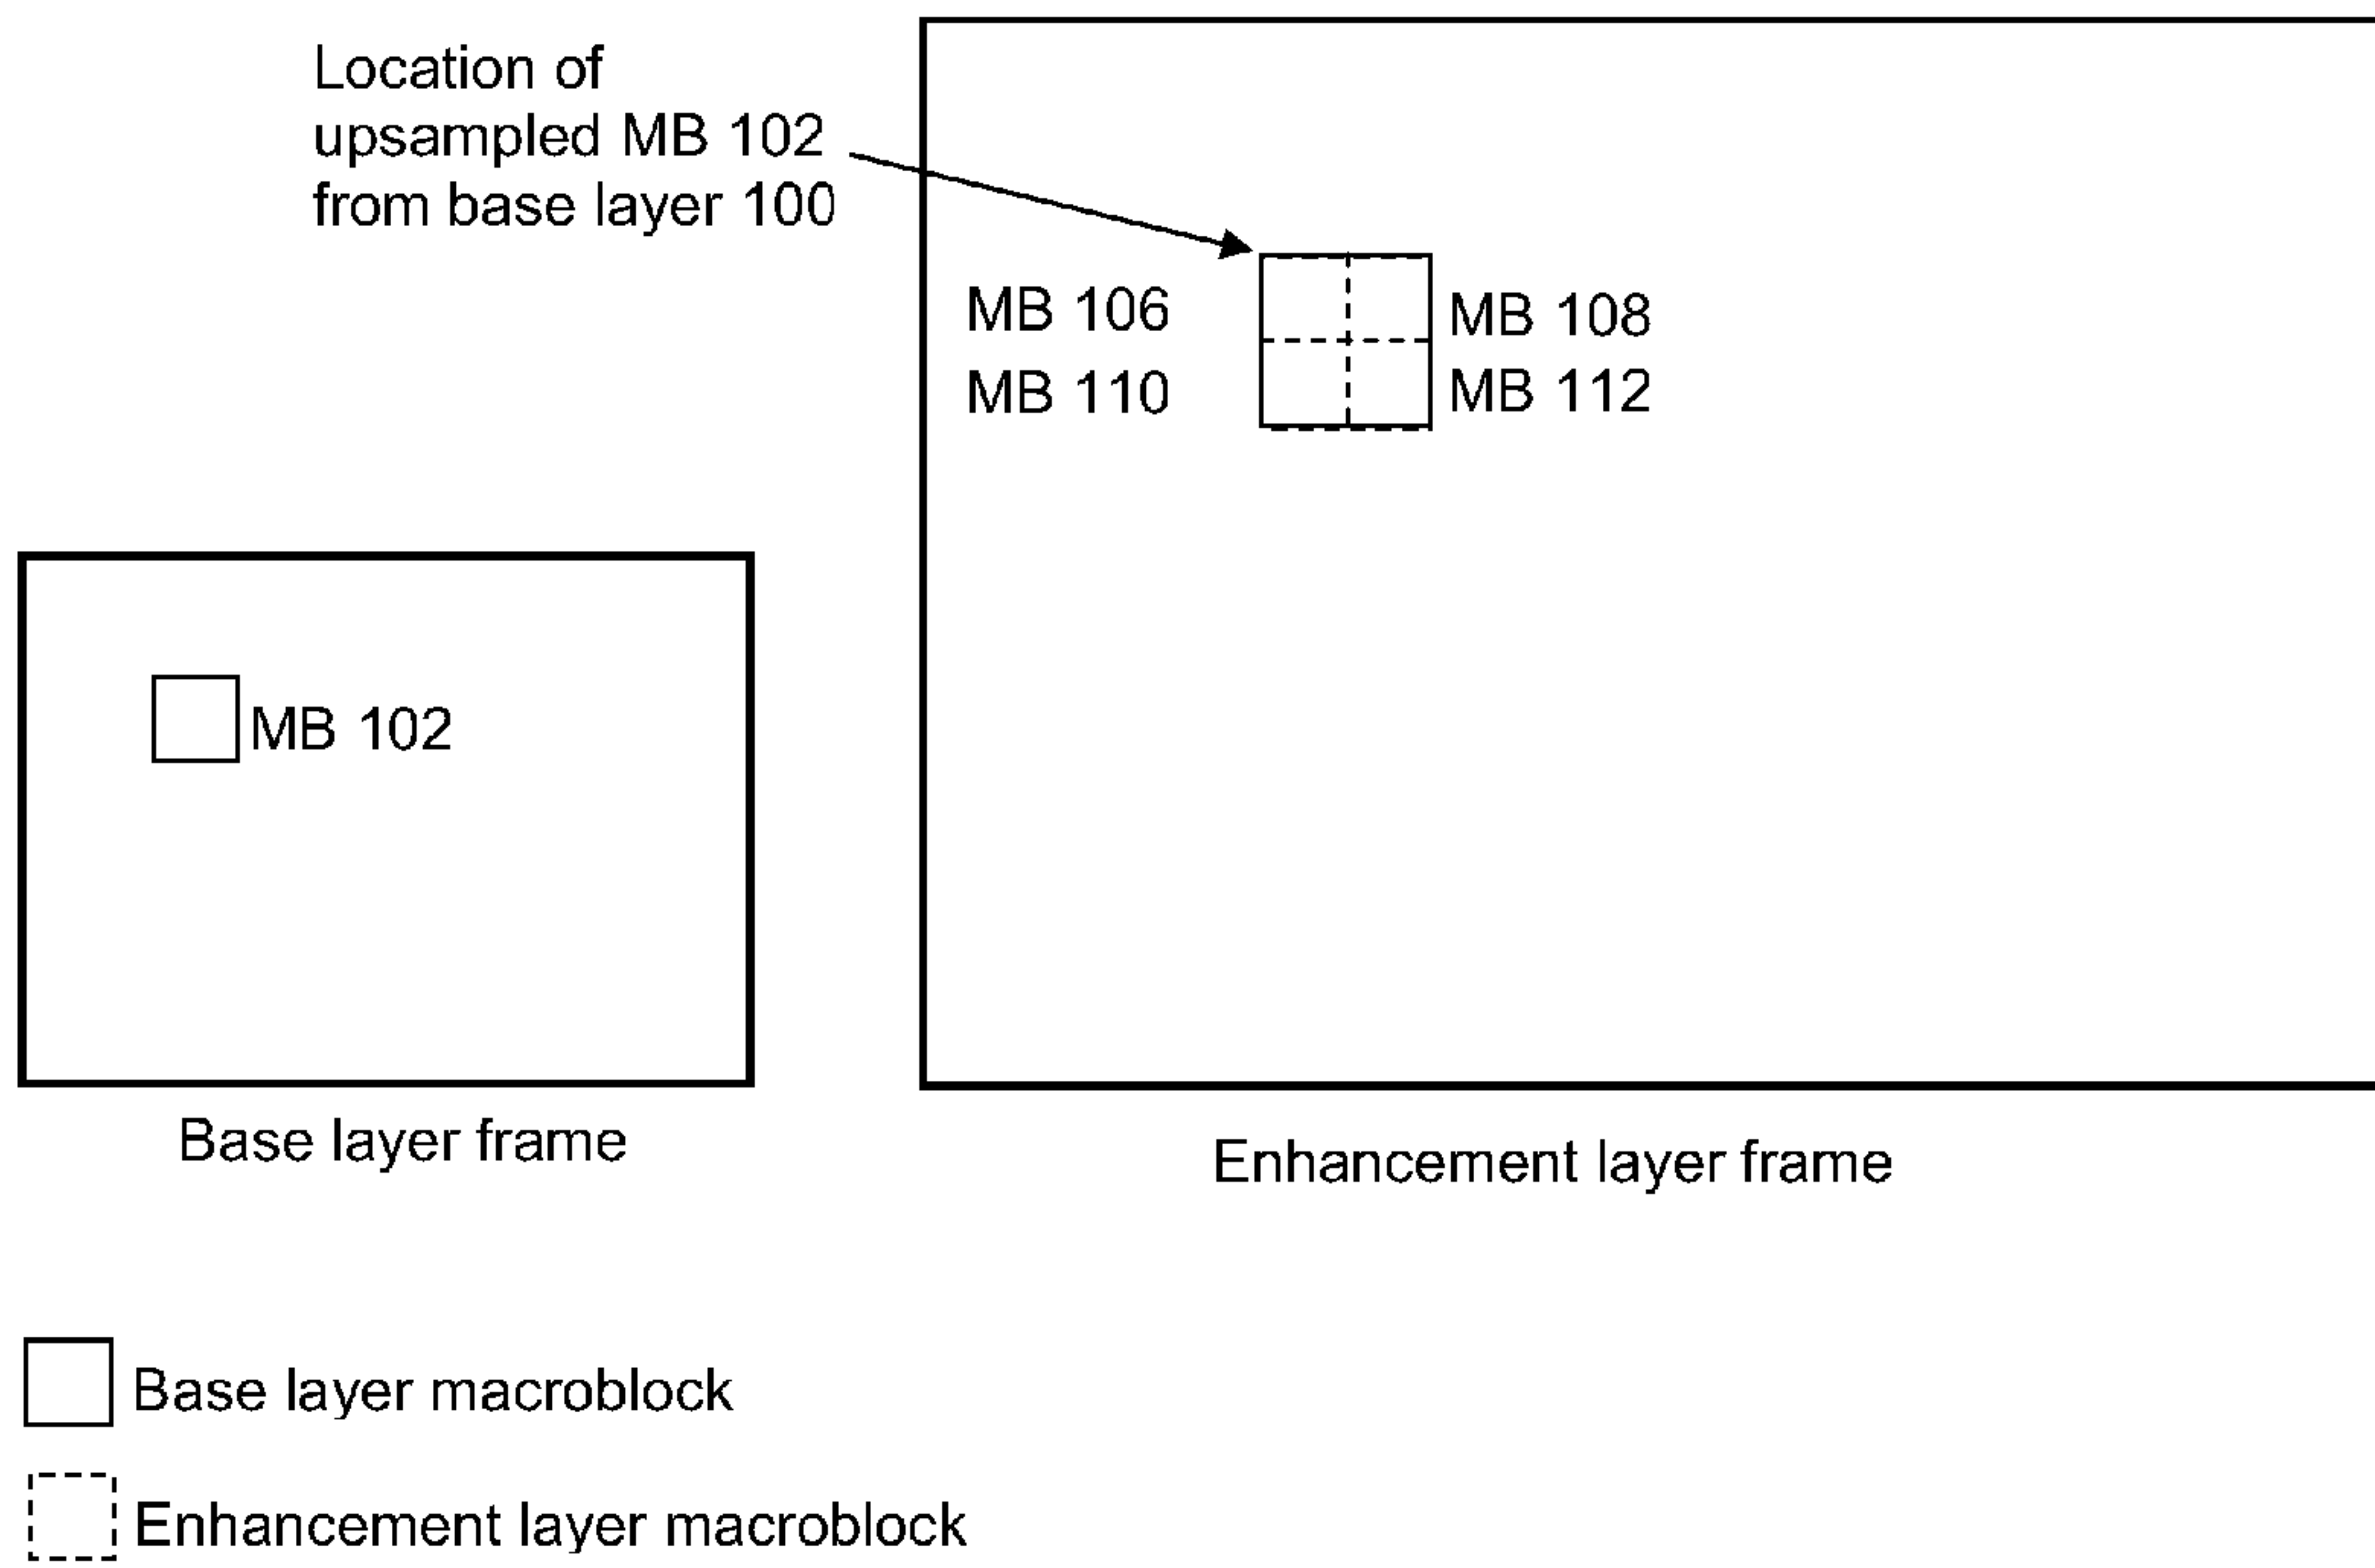 Location of
upsampled MB 102
from base layer 100
MB 106
MB 108
MB 110
MB 112
MB 102
Base layer frame
Enhancement layer frame
Base layer macroblock
Enhancement layer macroblock